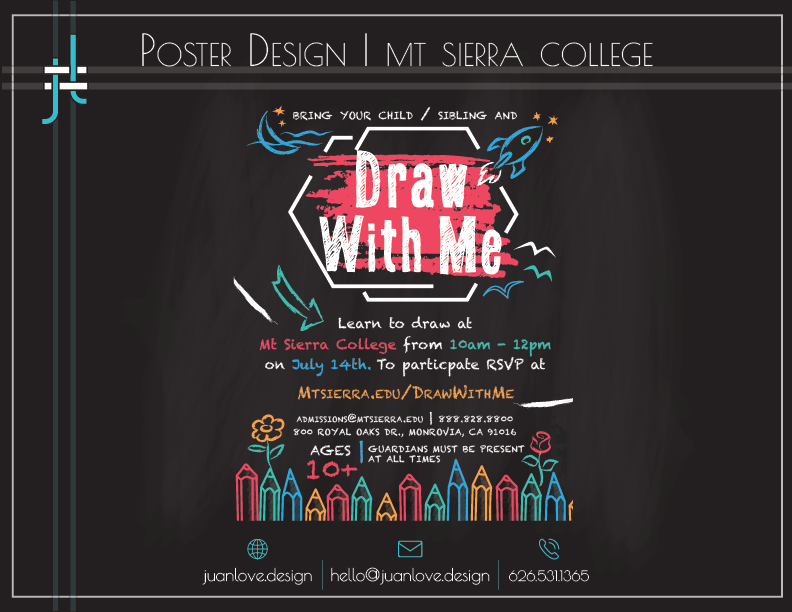 POSTER DESIGN | MT SIERRA COLLEGE
jl
BRING YOUR CHILD / SIBLING AND
Draw
With Me
Learn to draw at
Mt Sierra College from 10am - 12pm
on July 14th. To particpate RSVP at
MTSIERRA.EDU/DRAWWITHME
ADMISSIONS@MTSIERRA.EDU | 888.828.8800
800 ROYAL OAKS DR., MONROVIA, CA 91016
AGES 10+
GUARDIANS MUST BE PRESENT
AT ALL TIMES
juanlove.design | hello@juanlove.design | 626.531.1365